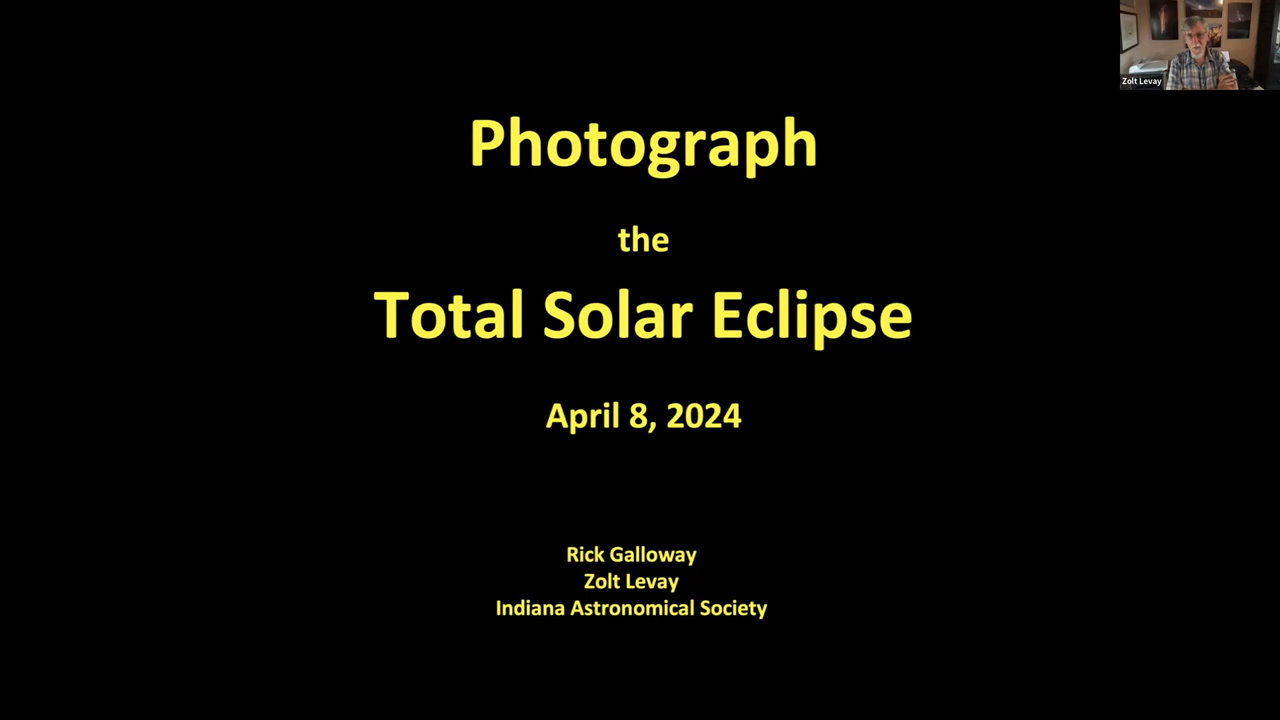 Zolt Levay
Photograph
the
Total Solar Eclipse
April 8, 2024
Rick Galloway
Zolt Levay
Indiana Astronomical Society